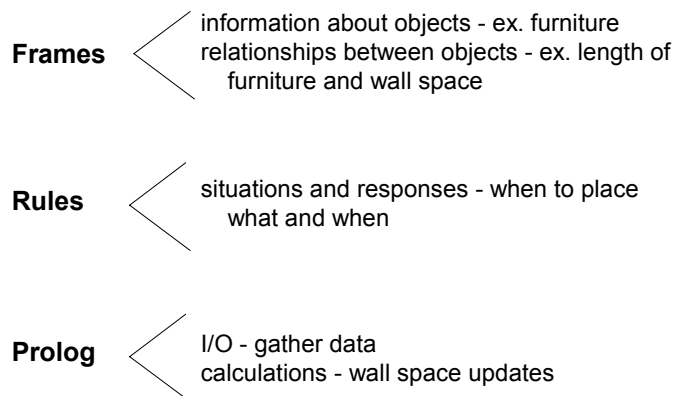 Frames
information about objects - ex. furniture
relationships between objects - ex. length of
furniture and wall space
Rules
situations and responses - when to place
what and when
Prolog
I/O - gather data
calculations - wall space updates